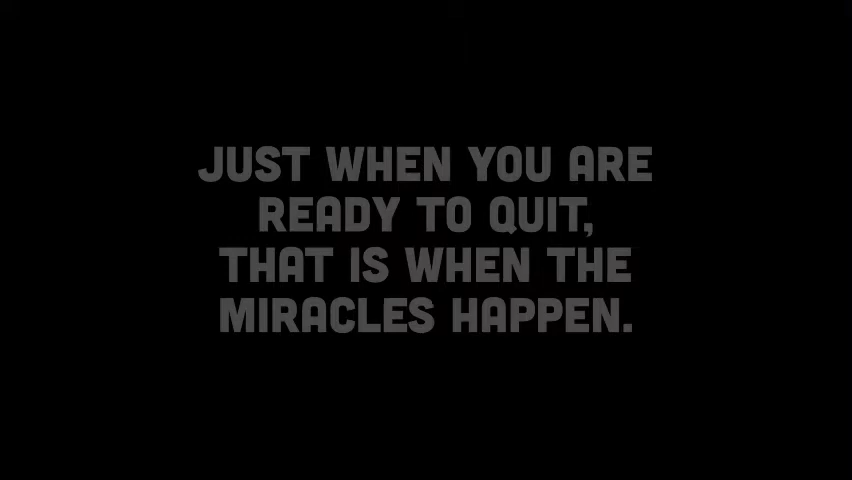 JUST WHEN YOU ARE
READY TO QUIT,
THAT IS WHEN THE
MIRACLES HAPPEN.